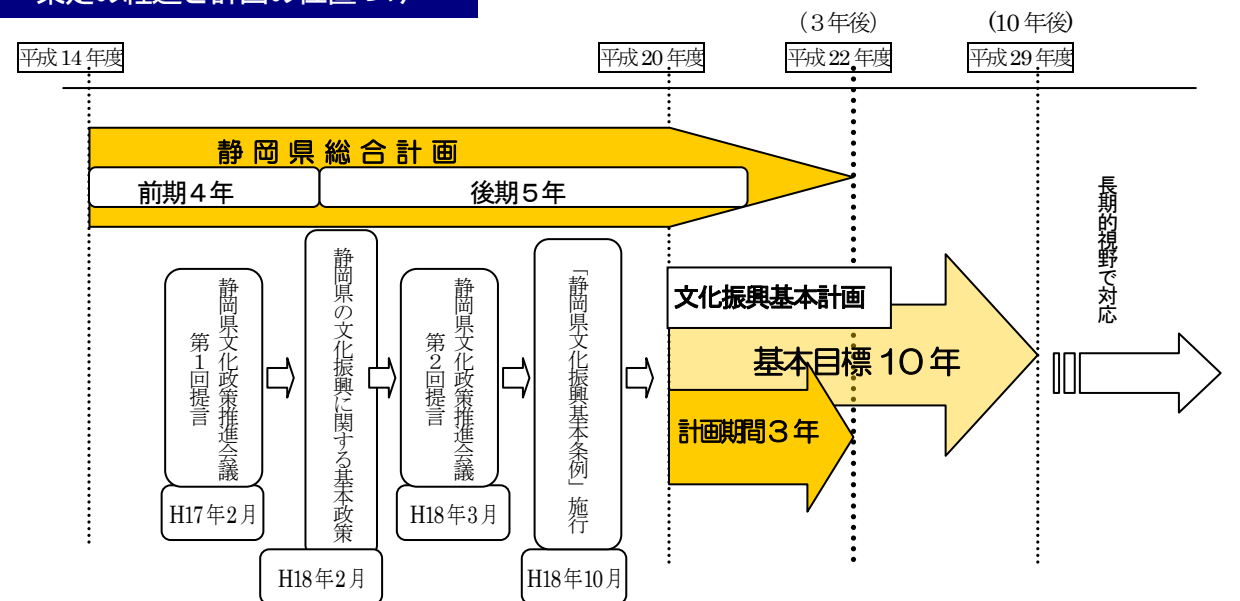 (３年後)
(10年後)
平成14年度
平成20年度
平成22年度
平成29年度
静岡県総合計画
前期４年
後期５年
静岡県文化政策推進会議
第１回提言
H17年2月
静岡県の文化振興に関する基本政策
H18年2月
静岡県文化政策推進会議
第２回提言
H18年3月
「静岡県文化振興基本条例」施行
H18年10月
文化振興基本計画
基本目標10年
計画期間３年
長期的視野で対応